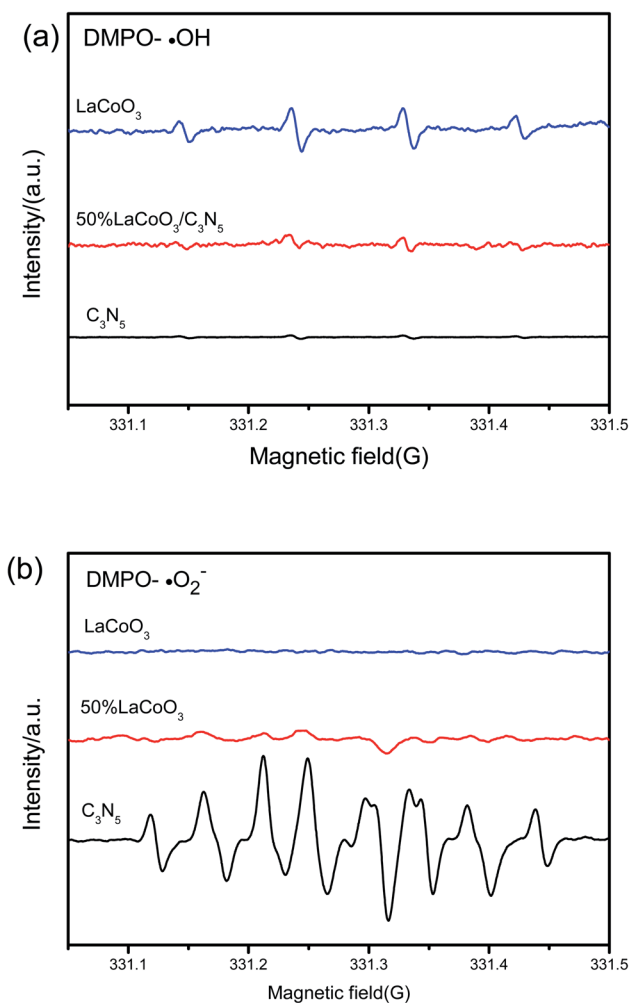 (a)
DMPO- •OH
LaCoO₃
50%LaCoO₃/C₃N₅
C₃N₅
Intensity/(a.u.)
331.1 331.2 331.3 331.4 331.5
Magnetic field(G)
(b)
DMPO- •O₂⁻
LaCoO₃
50%LaCoO₃
C₃N₅
Intensity/a.u.
331.1 331.2 331.3 331.4 331.5
Magnetic field(G)